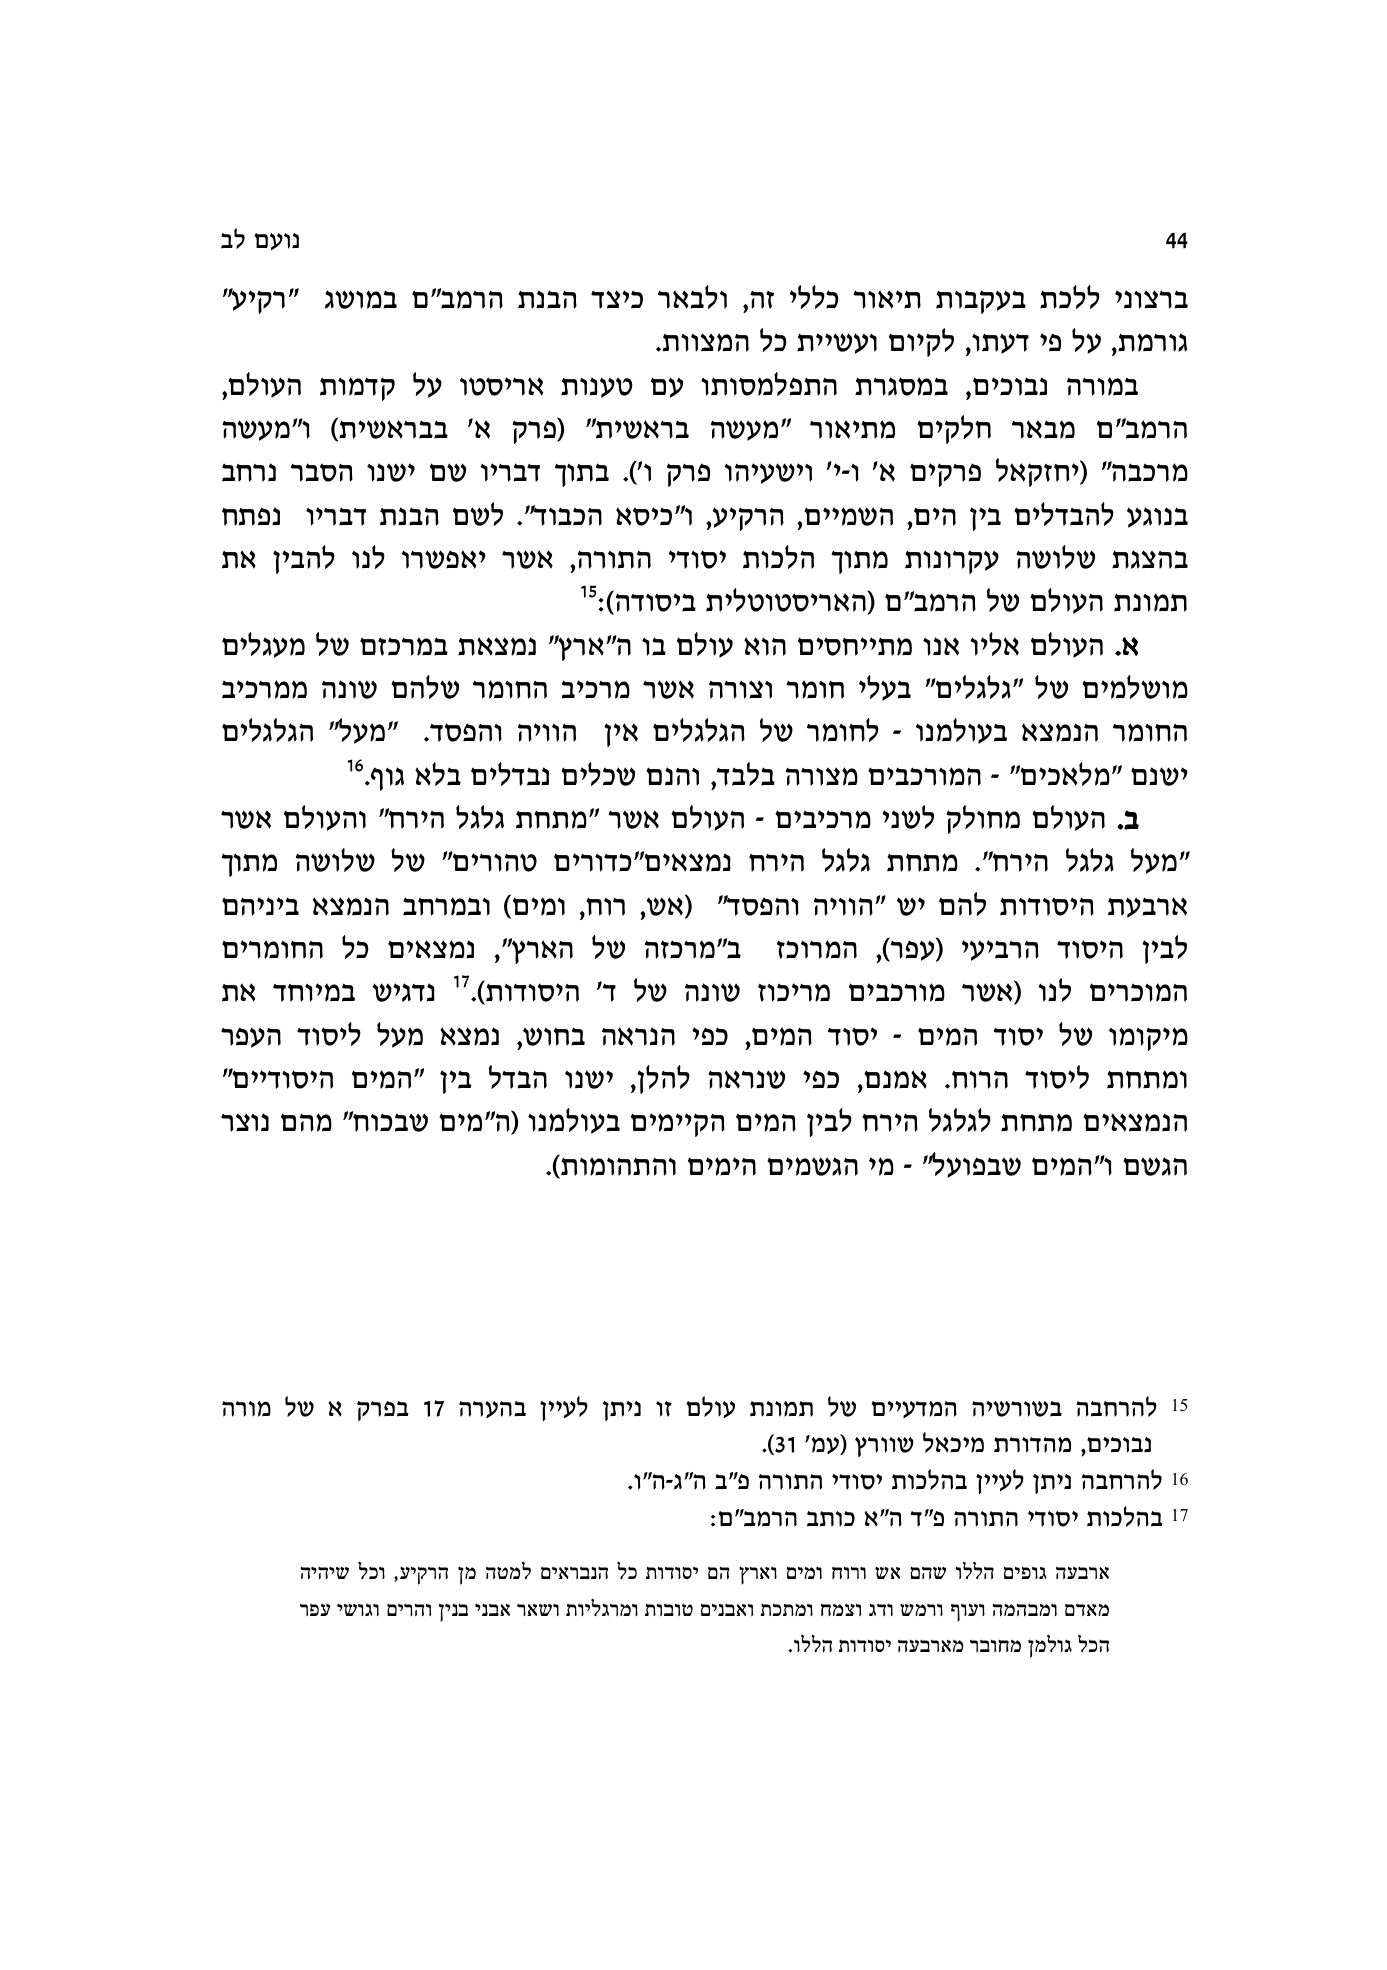 44 נועם לב
ברצוני ללכת בעקבות תיאור כללי זה, ולבאר כיצד הבנת הרמב"ם במושג "רקיע"
גורמת, על פי דעתו, לקיום ועשיית כל המצוות.
במורה נבוכים, במסגרת התפלמסותו עם טענות אריסטו על קדמות העולם,
הרמב"ם מבאר חלקים מתיאור "מעשה בראשית" (פרק א' בבראשית) ו"מעשה
מרכבה" (יחזקאל פרקים א' ו-י' וישעיהו פרק ו'). בתוך דבריו שם ישנו הסבר נרחב
בנוגע להבדלים בין הים, השמיים, הרקיע, ו"כיסא הכבוד". לשם הבנת דבריו נפתח
בהצגת שלושה עקרונות מתוך הלכות יסודי התורה, אשר יאפשרו לנו להבין את
תמונת העולם של הרמב"ם (האריסטוטלית ביסודה):15
א. העולם אליו אנו מתייחסים הוא עולם בו ה"ארץ" נמצאת במרכזם של מעגלים
מושלמים של "גלגלים" בעלי חומר וצורה אשר מרכיב החומר שלהם שונה ממרכיב
החומר הנמצא בעולמנו - לחומר של הגלגלים אין הוויה והפסד. "מעל" הגלגלים
ישנם "מלאכים" - המורכבים מצורה בלבד, והנם שכלים נבדלים בלא גוף.16
ב. העולם מחולק לשני מרכיבים - העולם אשר "מתחת גלגל הירח" והעולם אשר
"מעל גלגל הירח". מתחת גלגל הירח נמצאים"כדורים טהורים" של שלושה מתוך
ארבעת היסודות להם יש "הוויה והפסד" (אש, רוח, ומים) ובמרחב הנמצא ביניהם
לבין היסוד הרביעי (עפר), המרוכז ב"מרכזה של הארץ", נמצאים כל החומרים
המוכרים לנו (אשר מורכבים מריכוז שונה של ד' היסודות).17 נדגיש במיוחד את
מיקומו של יסוד המים - יסוד המים, כפי הנראה בחוש, נמצא מעל ליסוד העפר
ומתחת ליסוד הרוח. אמנם, כפי שנראה להלן, ישנו הבדל בין "המים היסודיים"
הנמצאים מתחת לגלגל הירח לבין המים הקיימים בעולמנו (ה"מים שבכוח" מהם נוצר
הגשם ו"המים שבפועל" - מי הגשמים הימים והתהומות).
15 להרחבה בשורשיה המדעיים של תמונת עולם זו ניתן לעיין בהערה 17 בפרק א של מורה
נבוכים, מהדורת מיכאל שוורץ (עמ' 31).
16 להרחבה ניתן לעיין בהלכות יסודי התורה פ"ב ה"ג-ה"ו.
17 בהלכות יסודי התורה פ"ד ה"א כותב הרמב"ם:
ארבעה גופים הללו שהם אש ורוח ומים וארץ הם יסודות כל הנבראים למטה מן הרקיע, וכל שיהיה
מאדם ומבהמה ועוף ורמש ודג וצמח ומתכת ואבנים טובות ומרגליות ושאר אבני בנין והרים וגושי עפר
הכל גולמן מחובר מארבעה יסודות הללו.